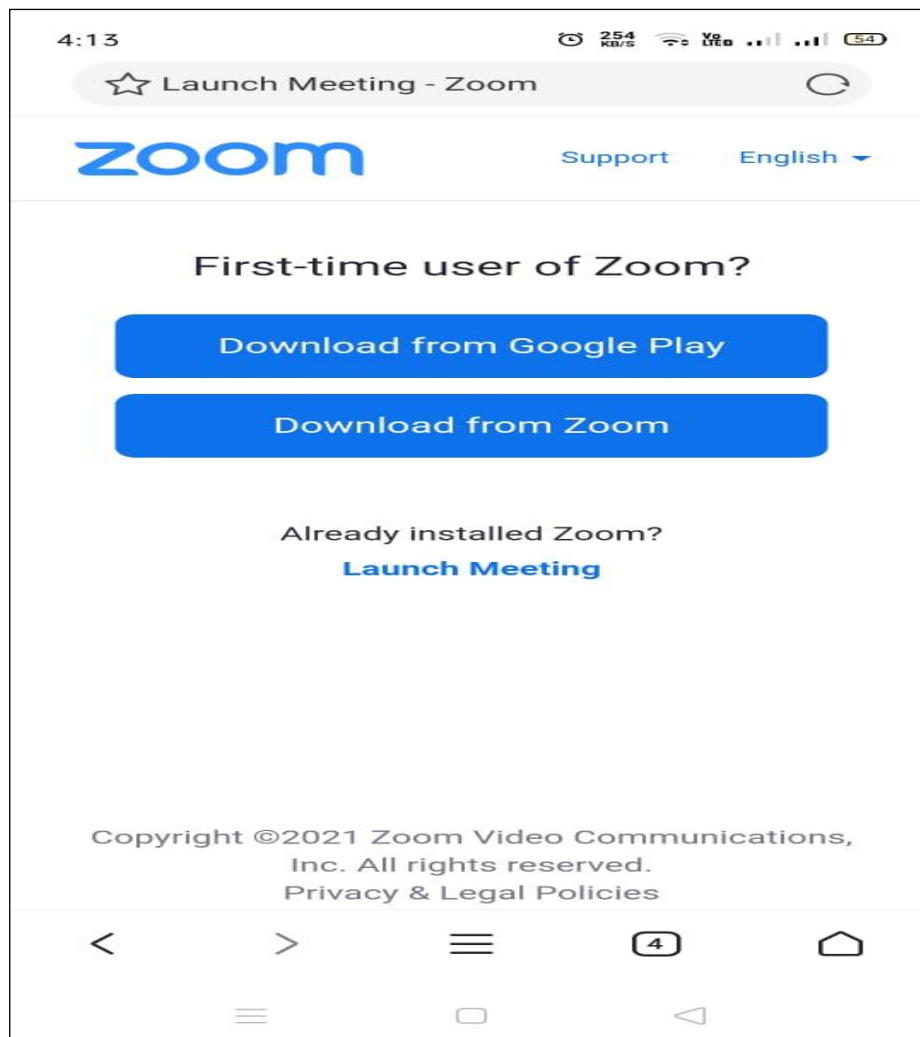 4:13 254 KB/S Vo LTE 54
Launch Meeting - Zoom
zoom Support English
First-time user of Zoom?
Download from Google Play
Download from Zoom
Already installed Zoom?
Launch Meeting
Copyright ©2021 Zoom Video Communications,
Inc. All rights reserved.
Privacy & Legal Policies
4